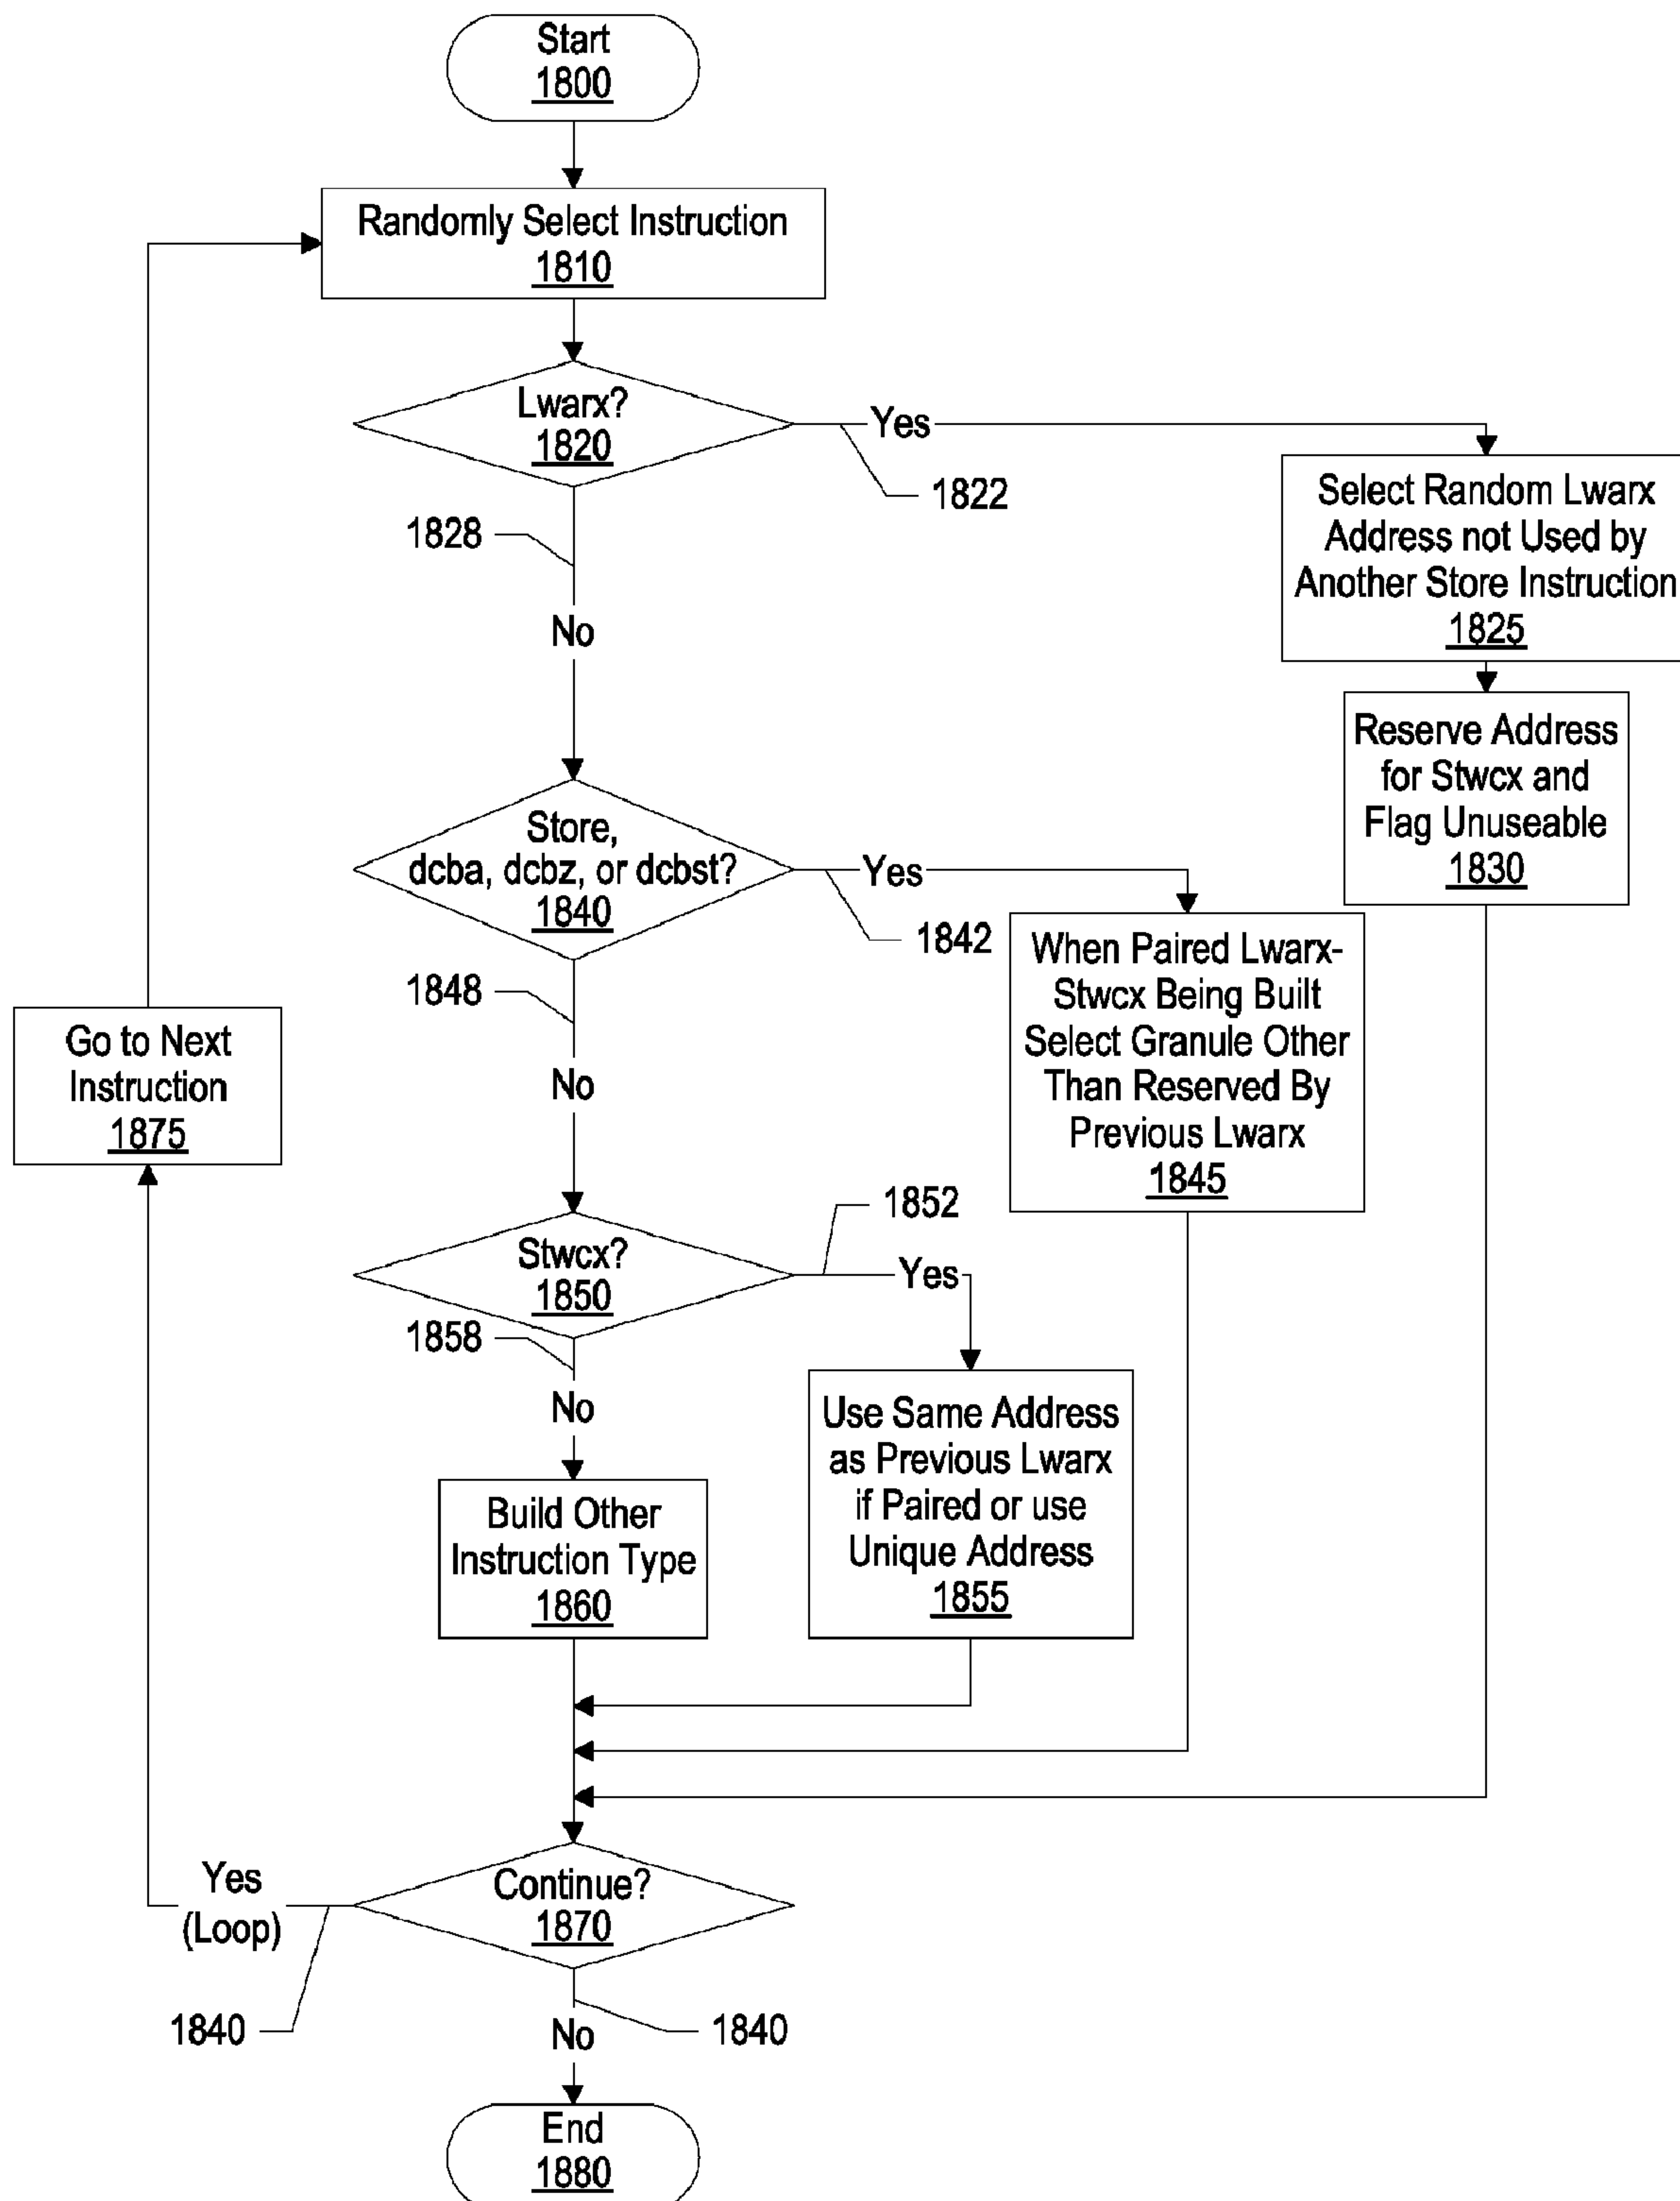 Start
1800
Randomly Select Instruction
1810
Lwarx?
1820
Yes
1822
1828
No
Select Random Lwarx
Address not Used by
Another Store Instruction
1825
Reserve Address
for Stwcx and
Flag Unuseable
1830
Store,
dcba, dcbz, or dcbst?
1840
Yes
1842
1848
No
When Paired Lwarx-
Stwcx Being Built
Select Granule Other
Than Reserved By
Previous Lwarx
1845
Go to Next
Instruction
1875
Stwcx?
1850
1852
Yes
1858
No
Use Same Address
as Previous Lwarx
if Paired or use
Unique Address
1855
Build Other
Instruction Type
1860
Continue?
1870
Yes
(Loop)
1840
No
1840
End
1880